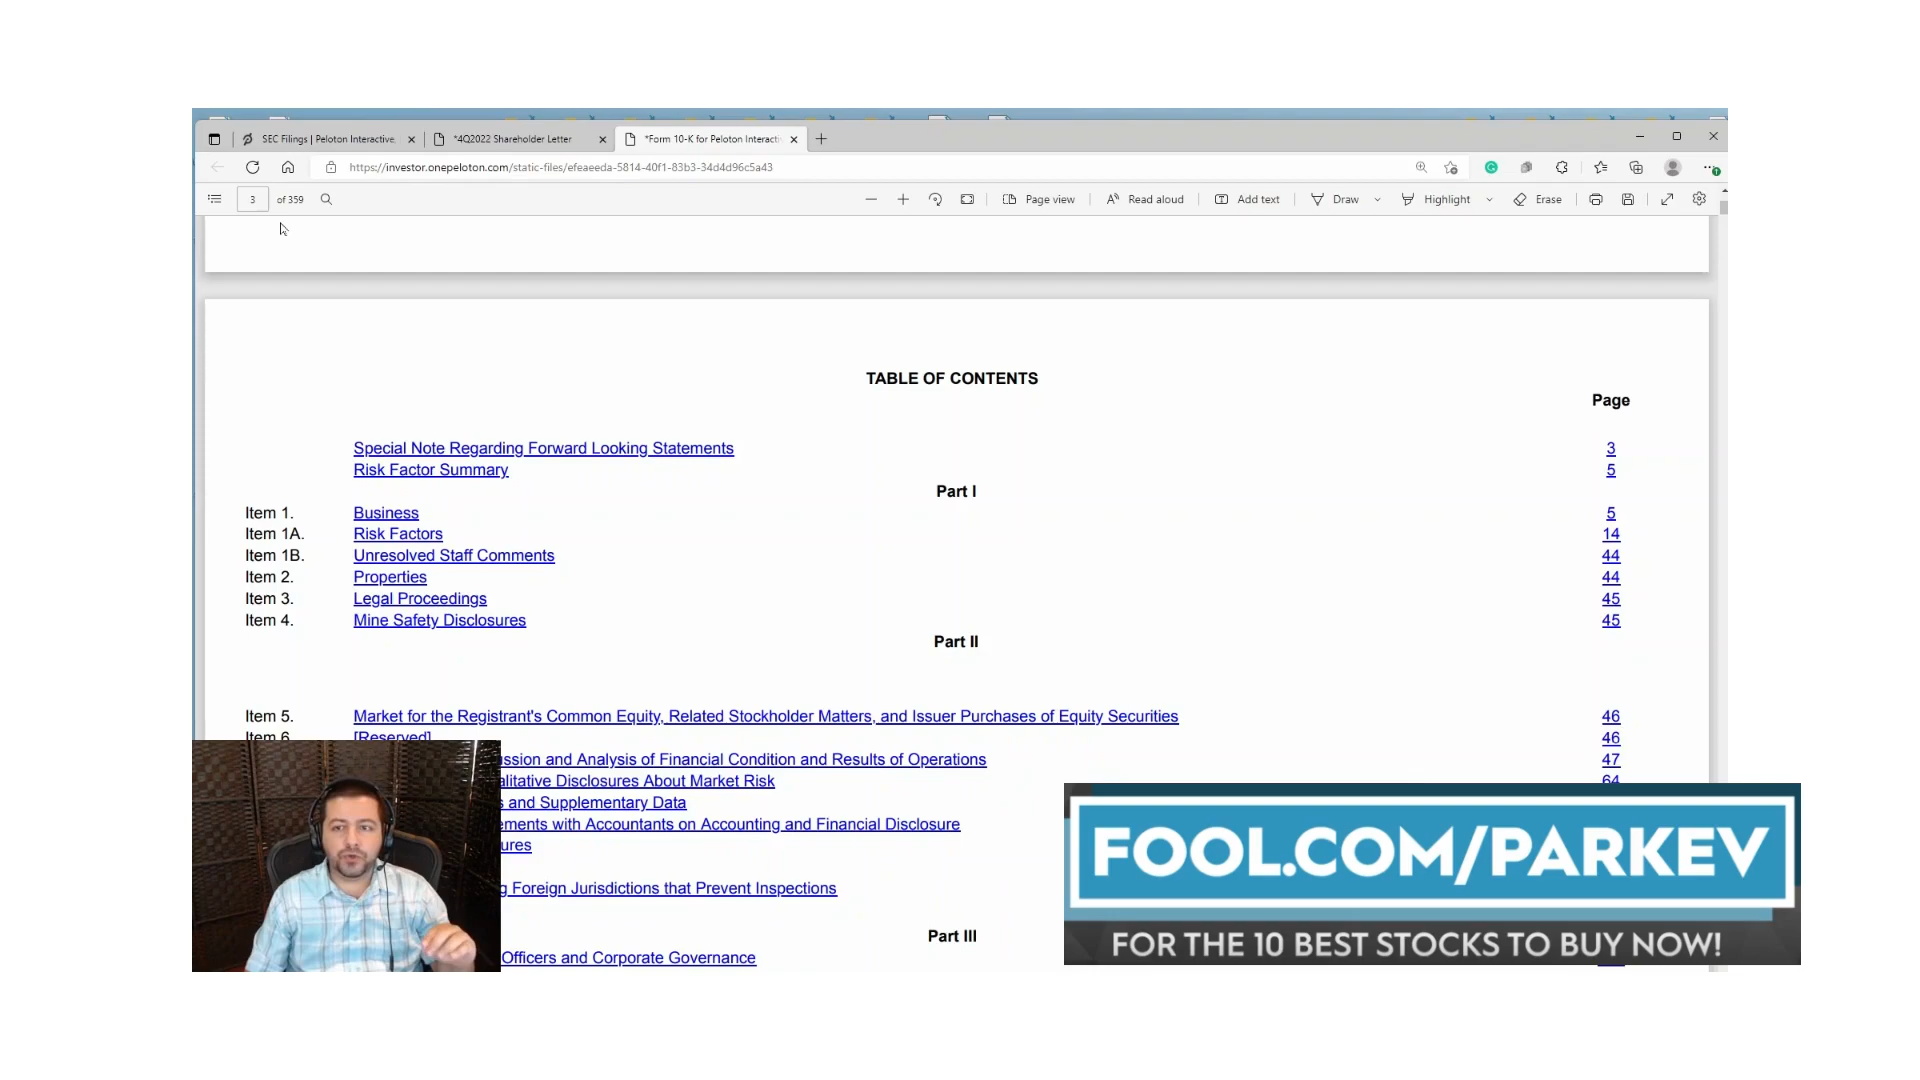 SEC Filings | Peloton Interactive,
*4Q2022 Shareholder Letter
*Form 10-K for Peloton Interacti
https://investor.onepeloton.com/static-files/efeaeeda-5814-40f1-83b3-34d4d96c5a43
3 of 359
Page view
Read aloud
Add text
Draw
Highlight
Erase
TABLE OF CONTENTS
Page
Special Note Regarding Forward Looking Statements 3
Risk Factor Summary 5
Part I
Item 1. Business 5
Item 1A. Risk Factors 14
Item 1B. Unresolved Staff Comments 44
Item 2. Properties 44
Item 3. Legal Proceedings 45
Item 4. Mine Safety Disclosures 45
Part II
Item 5. Market for the Registrant's Common Equity, Related Stockholder Matters, and Issuer Purchases of Equity Securities 46
Item 6 [Reserved] 46
ssion and Analysis of Financial Condition and Results of Operations 47
alitative Disclosures About Market Risk 64
s and Supplementary Data
ements with Accountants on Accounting and Financial Disclosure
ures
g Foreign Jurisdictions that Prevent Inspections
Part III
Officers and Corporate Governance
FOOL.COM/PARKEV
FOR THE 10 BEST STOCKS TO BUY NOW!